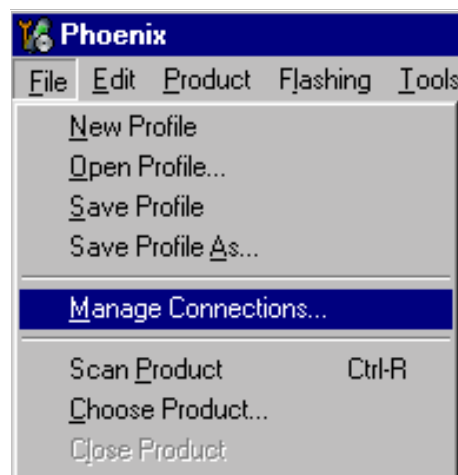 Phoenix
File Edit Product Flashing Tools
New Profile
Open Profile...
Save Profile
Save Profile As...
Manage Connections...
Scan Product Ctrl-R
Choose Product...
Close Product